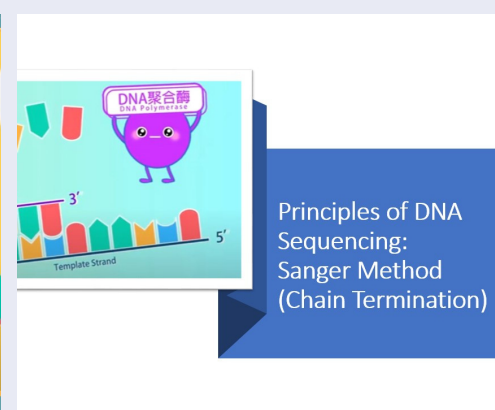 DNA聚合酶
DNA Polymerase
3′
5′
Template Strand
Principles of DNA
Sequencing:
Sanger Method
(Chain Termination)